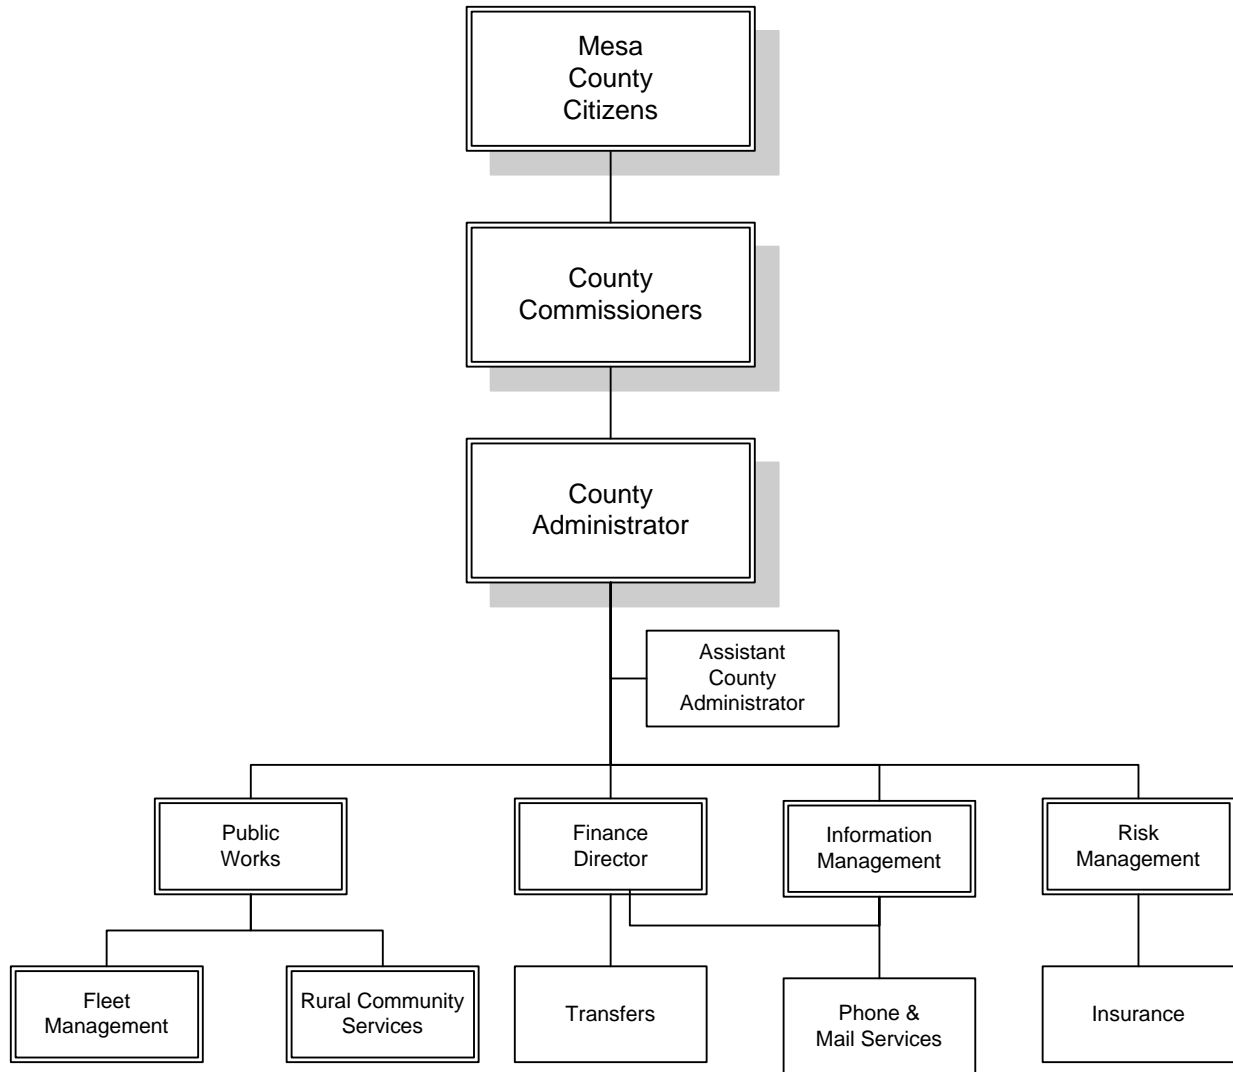 Mesa
County
Citizens
County
Commissioners
County
Administrator
Assistant
County
Administrator
Public
Works
Finance
Director
Information
Management
Risk
Management
Fleet
Management
Rural Community
Services
Transfers
Phone &
Mail Services
Insurance